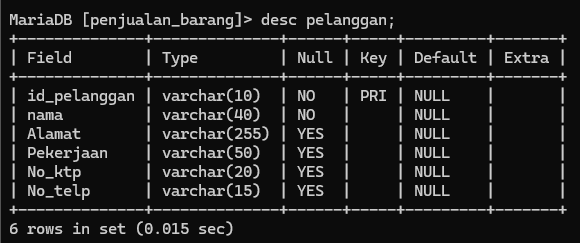 MariaDB [penjualan_barang]> desc pelanggan;
+--------------+--------------+------+-----+---------+-------+
| Field        | Type         | Null | Key | Default | Extra |
+--------------+--------------+------+-----+---------+-------+
| id_pelanggan | varchar(10)  | NO   | PRI | NULL    |       |
| nama         | varchar(40)  | NO   |     | NULL    |       |
| Alamat       | varchar(255) | YES  |     | NULL    |       |
| Pekerjaan    | varchar(50)  | YES  |     | NULL    |       |
| No_ktp       | varchar(20)  | YES  |     | NULL    |       |
| No_telp      | varchar(15)  | YES  |     | NULL    |       |
+--------------+--------------+------+-----+---------+-------+
6 rows in set (0.015 sec)